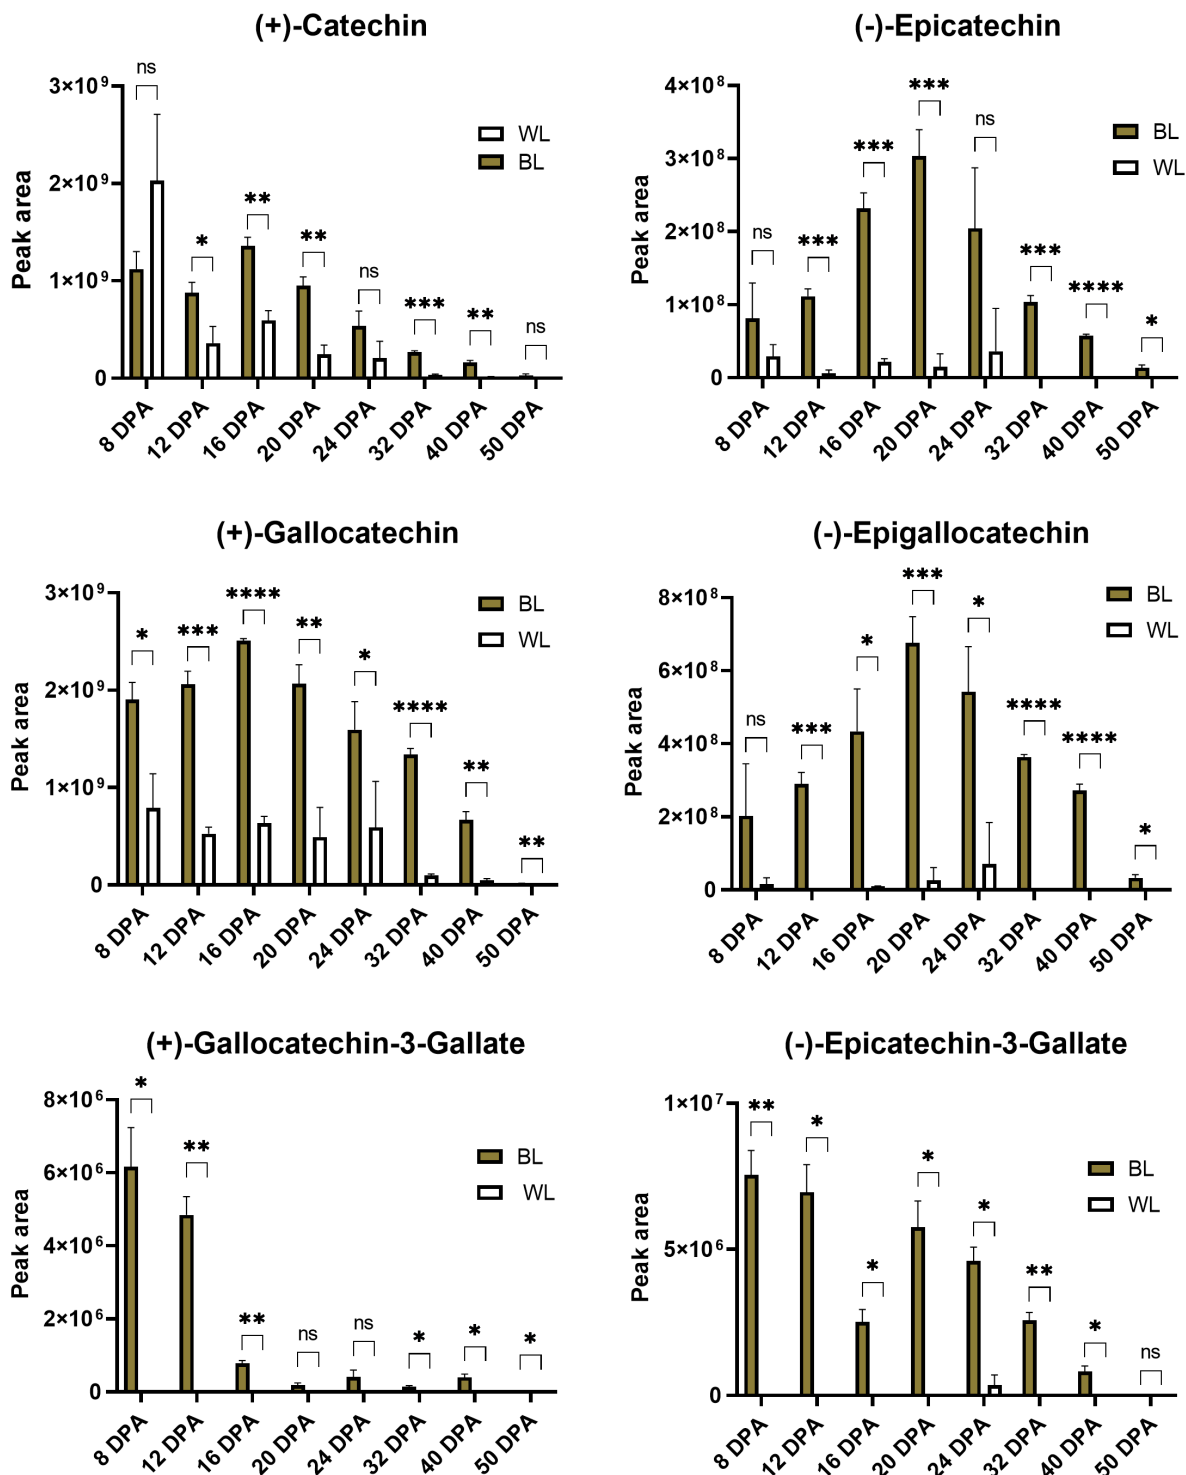 (+)-Catechin
ns
3×10⁹
WL
BL
2×10⁹
**
*
**
1×10⁹
ns
***
**
ns
0
Peak area
8 DPA
12 DPA
16 DPA
20 DPA
24 DPA
32 DPA
40 DPA
50 DPA
(-)-Epicatechin
4×10⁸
***
ns
BL
***
WL
3×10⁸
2×10⁸
ns
***
***
****
*
1×10⁸
0
Peak area
8 DPA
12 DPA
16 DPA
20 DPA
24 DPA
32 DPA
40 DPA
50 DPA
(+)-Gallocatechin
3×10⁹
****
BL
*
***
**
WL
*
2×10⁹
****
**
1×10⁹
**
0
Peak area
8 DPA
12 DPA
16 DPA
20 DPA
24 DPA
32 DPA
40 DPA
50 DPA
(-)-Epigallocatechin
***
8×10⁸
*
BL
*
WL
6×10⁸
ns
***
****
****
4×10⁸
2×10⁸
*
0
Peak area
8 DPA
12 DPA
16 DPA
20 DPA
24 DPA
32 DPA
40 DPA
50 DPA
(+)-Gallocatechin-3-Gallate
*
8×10⁶
**
BL
WL
6×10⁶
4×10⁶
2×10⁶
**
ns
ns
*
*
*
0
Peak area
8 DPA
12 DPA
16 DPA
20 DPA
24 DPA
32 DPA
40 DPA
50 DPA
(-)-Epicatechin-3-Gallate
1×10⁷
**
*
*
BL
WL
*
*
**
5×10⁶
*
ns
0
Peak area
8 DPA
12 DPA
16 DPA
20 DPA
24 DPA
32 DPA
40 DPA
50 DPA